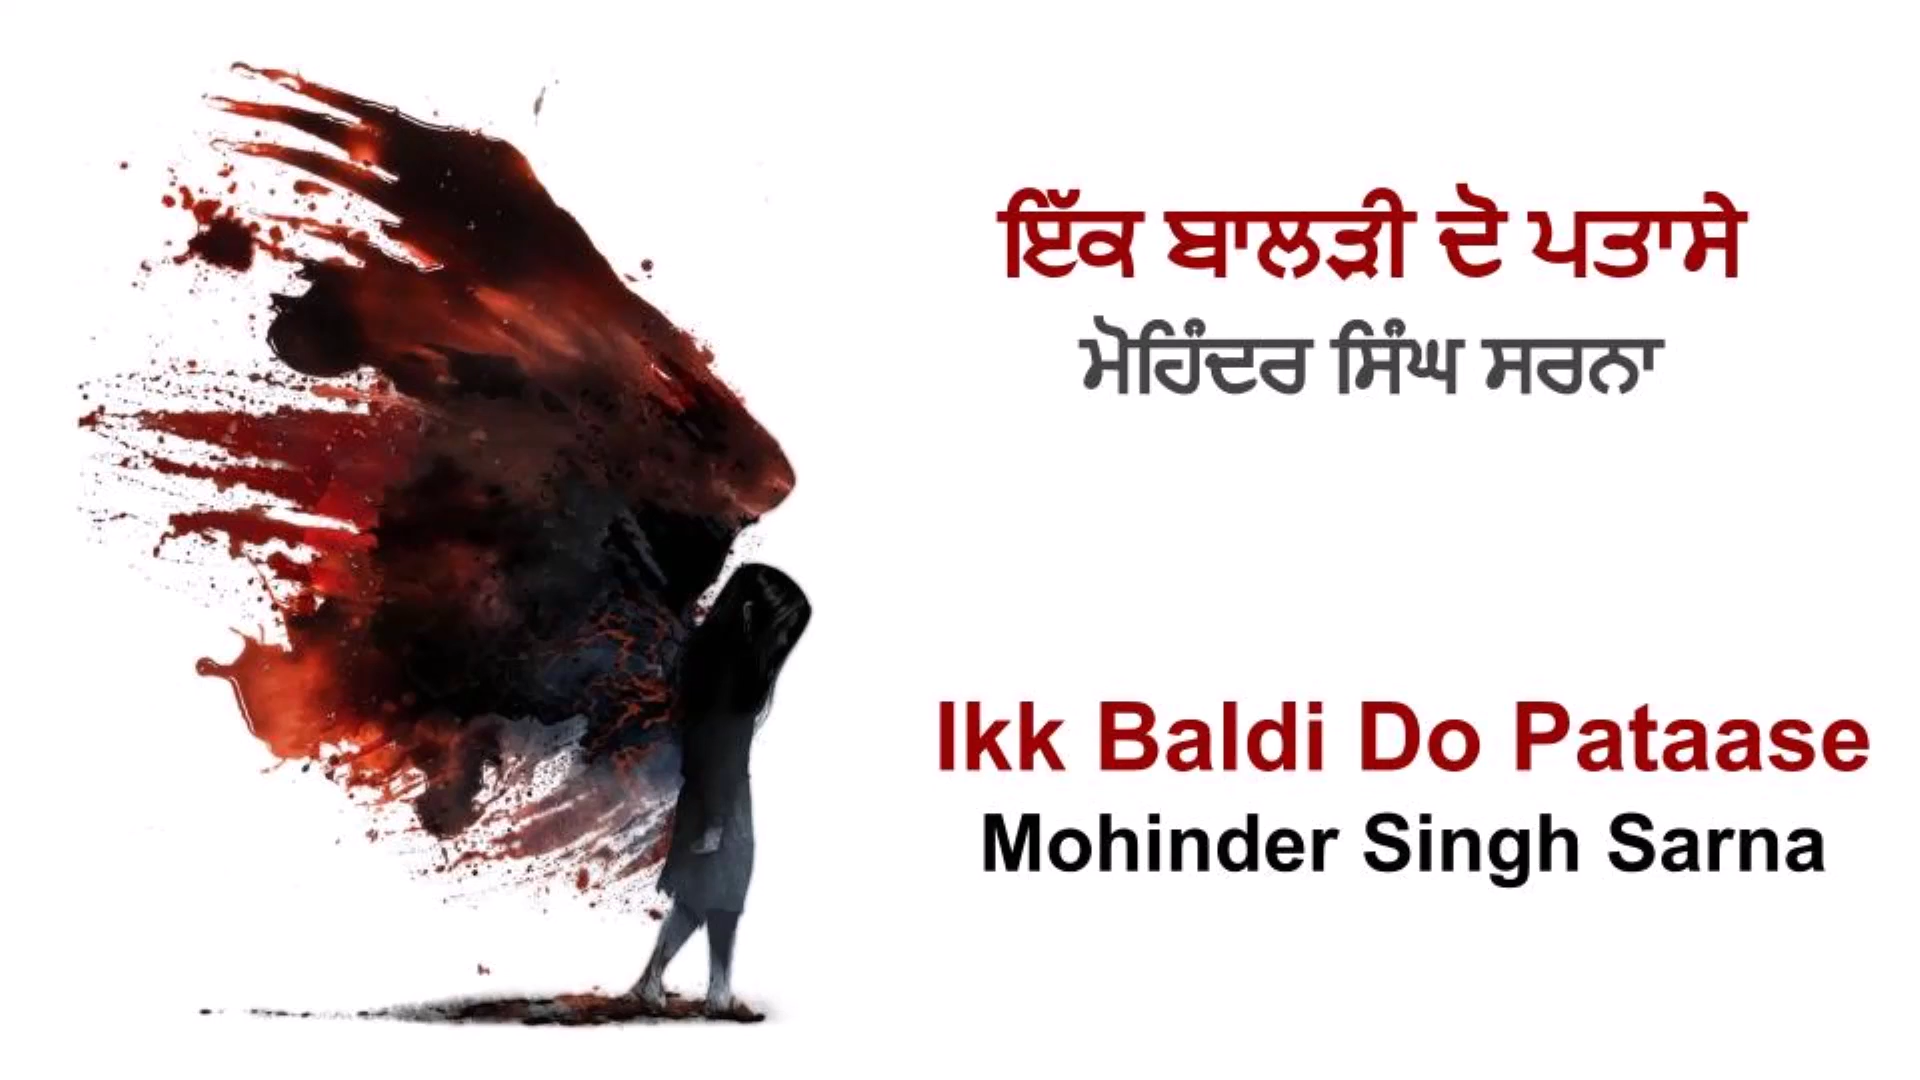 ਇੱਕ ਬਾਲੜੀ ਦੋ ਪਤਾਸੇ
ਮੋਹਿੰਦਰ ਸਿੰਘ ਸਰਨਾ
Ikk Baldi Do Pataase
Mohinder Singh Sarna